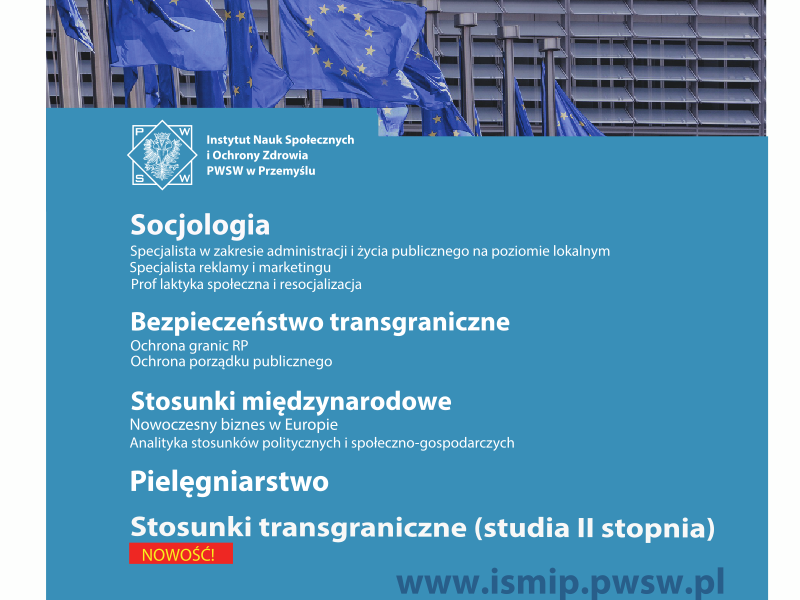 P W
S W
Instytut Nauk Społecznych
i Ochrony Zdrowia
PWSW w Przemyślu
Socjologia
Specjalista w zakresie administracji i życia publicznego na poziomie lokalnym
Specjalista reklamy i marketingu
Prof laktyka społeczna i resocjalizacja
Bezpieczeństwo transgraniczne
Ochrona granic RP
Ochrona porządku publicznego
Stosunki międzynarodowe
Nowoczesny biznes w Europie
Analityka stosunków politycznych i społeczno-gospodarczych
Pielęgniarstwo
Stosunki transgraniczne (studia II stopnia)
NOWOŚĆ!
www.ismip.pwsw.pl